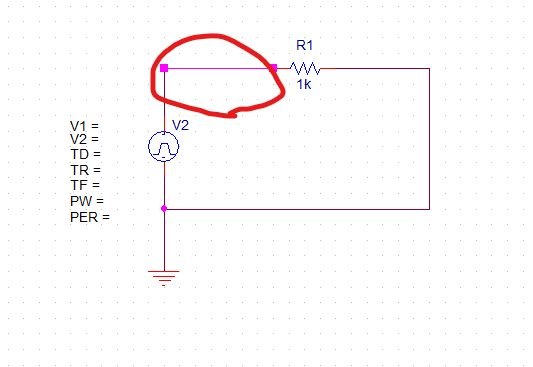 R1
1k
V2
V1 =
V2 =
TD =
TR =
TF =
PW =
PER =